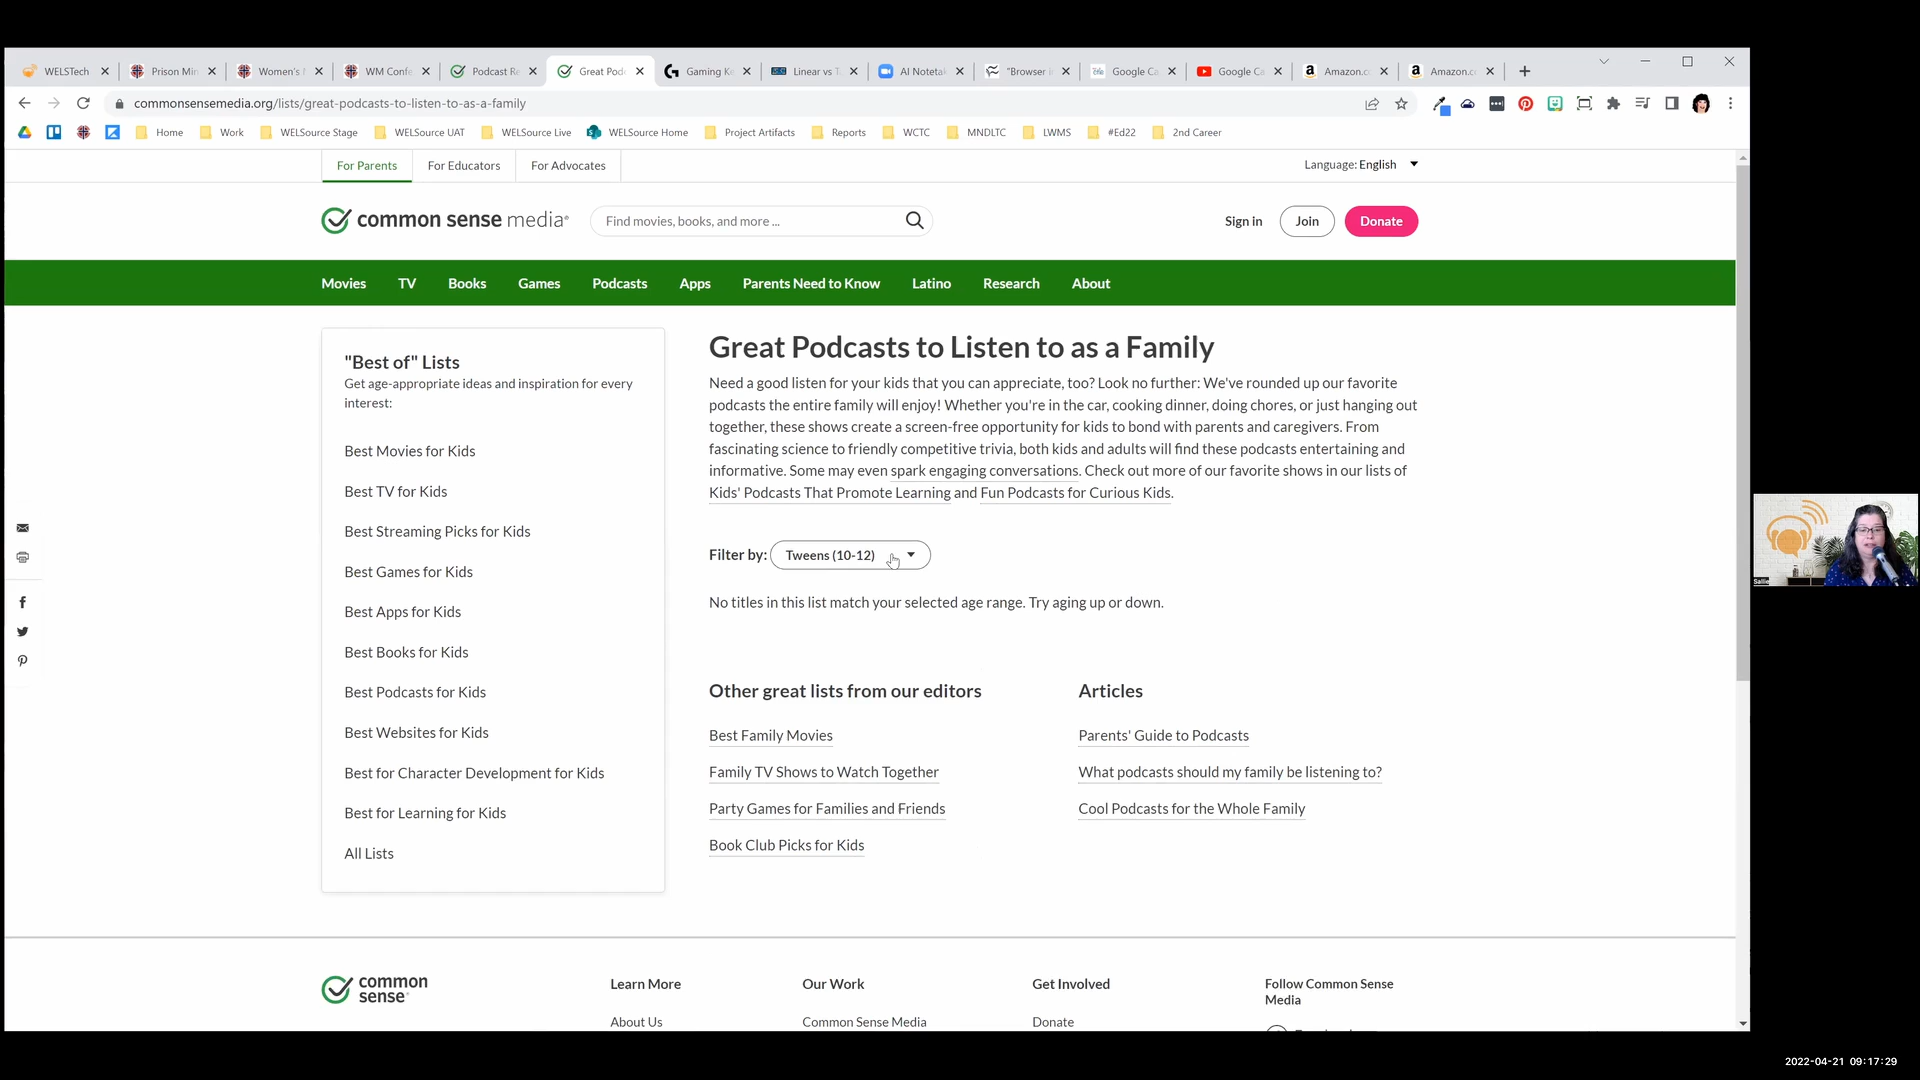 WELSTech
Prison Min
Women's f
WM Confe
Podcast Re
Great Pod
Gaming Ke
Linear vs T
AI Noteta
"Browser i
Google Ca
Google Ca
Amazon.c
Amazon.c
commonsensemedia.org/lists/great-podcasts-to-listen-to-as-a-family
Home
Work
WELSource Stage
WELSource UAT
WELSource Live
WELSource Home
Project Artifacts
Reports
WCTC
MNDLTC
LWMS
#Ed22
2nd Career
For Parents
For Educators
For Advocates
Language: English
common sense media®
Find movies, books, and more ...
Sign in
Join
Donate
Movies
TV
Books
Games
Podcasts
Apps
Parents Need to Know
Latino
Research
About
"Best of" Lists
Get age-appropriate ideas and inspiration for every
interest:
Best Movies for Kids
Best TV for Kids
Best Streaming Picks for Kids
Best Games for Kids
Best Apps for Kids
Best Books for Kids
Best Podcasts for Kids
Best Websites for Kids
Best for Character Development for Kids
Best for Learning for Kids
All Lists
Great Podcasts to Listen to as a Family
Need a good listen for your kids that you can appreciate, too? Look no further: We've rounded up our favorite
podcasts the entire family will enjoy! Whether you're in the car, cooking dinner, doing chores, or just hanging out
together, these shows create a screen-free opportunity for kids to bond with parents and caregivers. From
fascinating science to friendly competitive trivia, both kids and adults will find these podcasts entertaining and
informative. Some may even spark engaging conversations. Check out more of our favorite shows in our lists of
Kids' Podcasts That Promote Learning and Fun Podcasts for Curious Kids.
Filter by: Tweens (10-12)
No titles in this list match your selected age range. Try aging up or down.
Other great lists from our editors
Best Family Movies
Family TV Shows to Watch Together
Party Games for Families and Friends
Book Club Picks for Kids
Articles
Parents' Guide to Podcasts
What podcasts should my family be listening to?
Cool Podcasts for the Whole Family
common
sense®
Learn More
About Us
Our Work
Common Sense Media
Get Involved
Donate
Follow Common Sense
Media
Sallie
2022-04-21 09:17:29